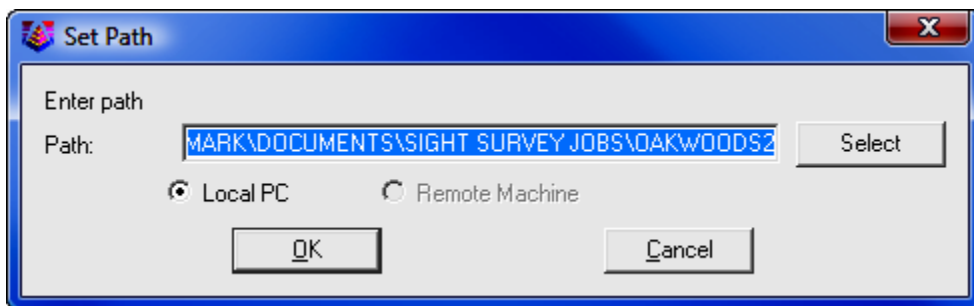 Set Path
Enter path
Path: MARK\DOCUMENTS\SIGHT SURVEY JOBS\OAKWOODS2 Select
Local PC Remote Machine
OK Cancel